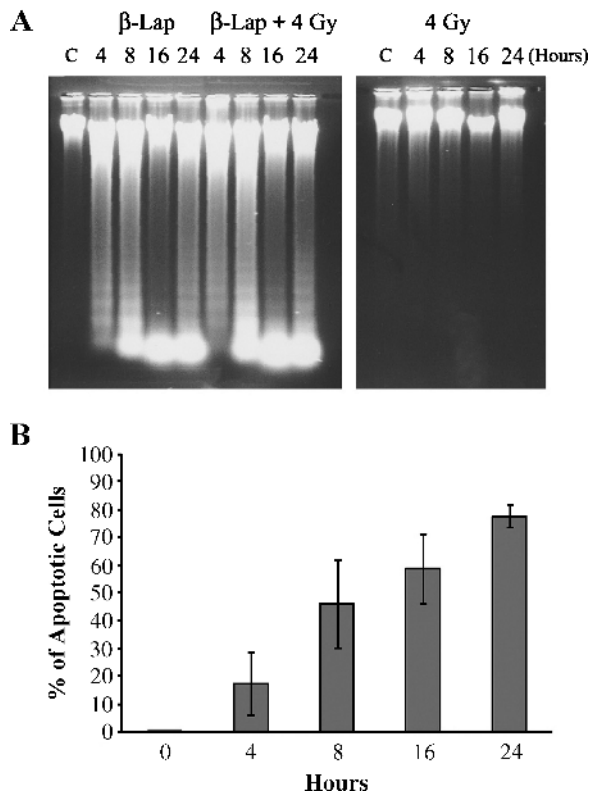 A
β-Lap β-Lap + 4 Gy 4 Gy
C 4 8 16 24 4 8 16 24 C 4 8 16 24 (Hours)
B
% of Apoptotic Cells
100
90
80
70
60
50
40
30
20
10
0
0 4 8 16 24
Hours